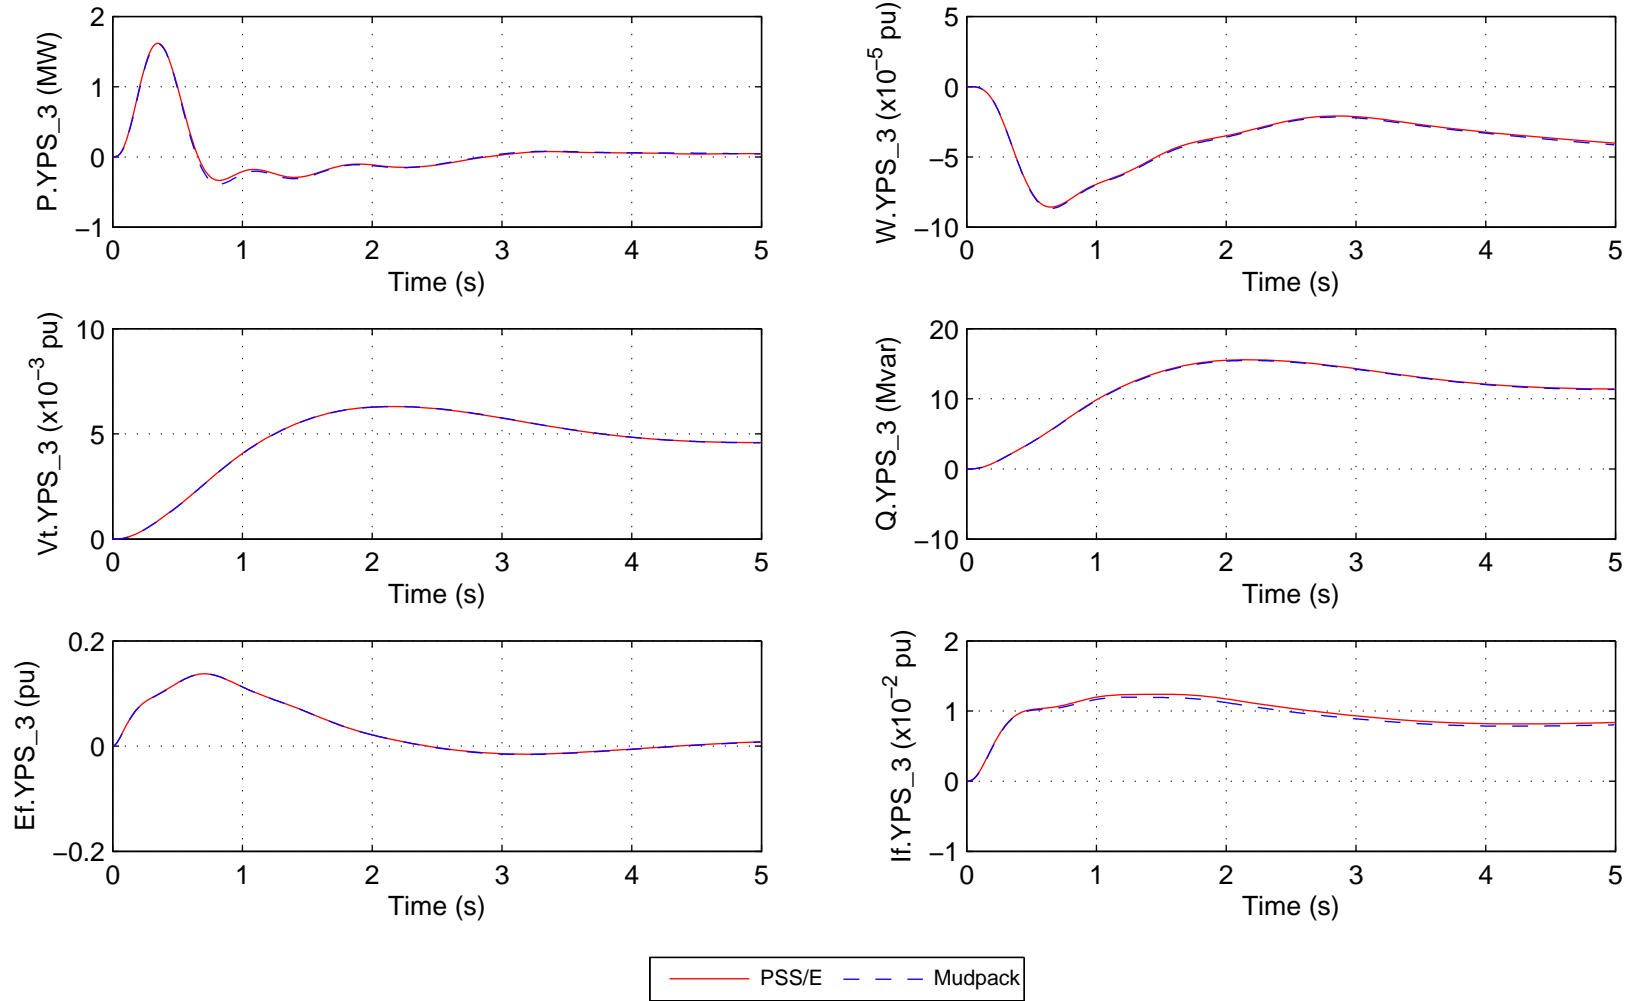 P.YPS_3 (MW)
2
1
0
−1
0 1 2 3 4 5
Time (s)
W.YPS_3 (x10⁻⁵ pu)
5
0
−5
−10
0 1 2 3 4 5
Time (s)
Vt.YPS_3 (x10⁻³ pu)
10
5
0
0 1 2 3 4 5
Time (s)
Q.YPS_3 (Mvar)
20
10
0
−10
0 1 2 3 4 5
Time (s)
Ef.YPS_3 (pu)
0.2
0
−0.2
0 1 2 3 4 5
Time (s)
If.YPS_3 (x10⁻² pu)
2
1
0
−1
0 1 2 3 4 5
Time (s)
PSS/E Mudpack